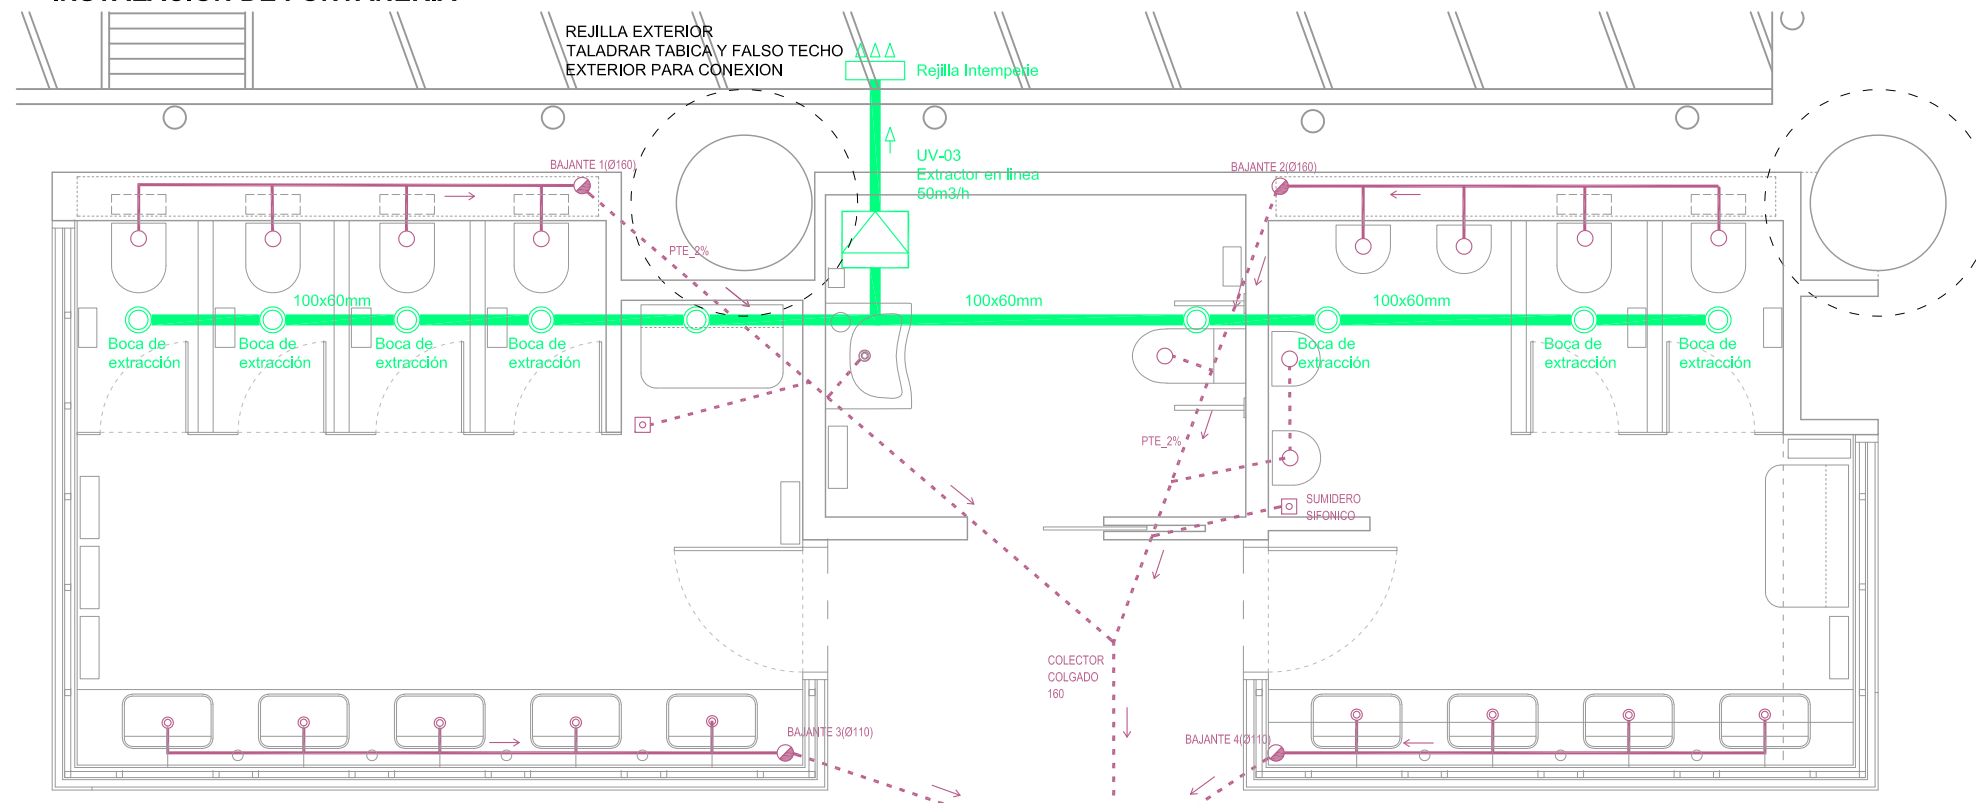 REJILLA EXTERIOR
TALADRAR TABICA Y FALSO TECHO
EXTERIOR PARA CONEXION
Rejilla Intemperie
BAJANTE 1(Ø160)
UV-03
Extractor en linea
50m3/h
BAJANTE 2(Ø160)
PTE_2%
100x60mm
100x60mm
100x60mm
Boca de
extracción
Boca de
extracción
Boca de
extracción
Boca de
extracción
Boca de
extracción
Boca de
extracción
Boca de
extracción
PTE_2%
SUMIDERO
SIFONICO
COLECTOR
COLGADO
160
BAJANTE 3(Ø110)
BAJANTE 4(Ø110)